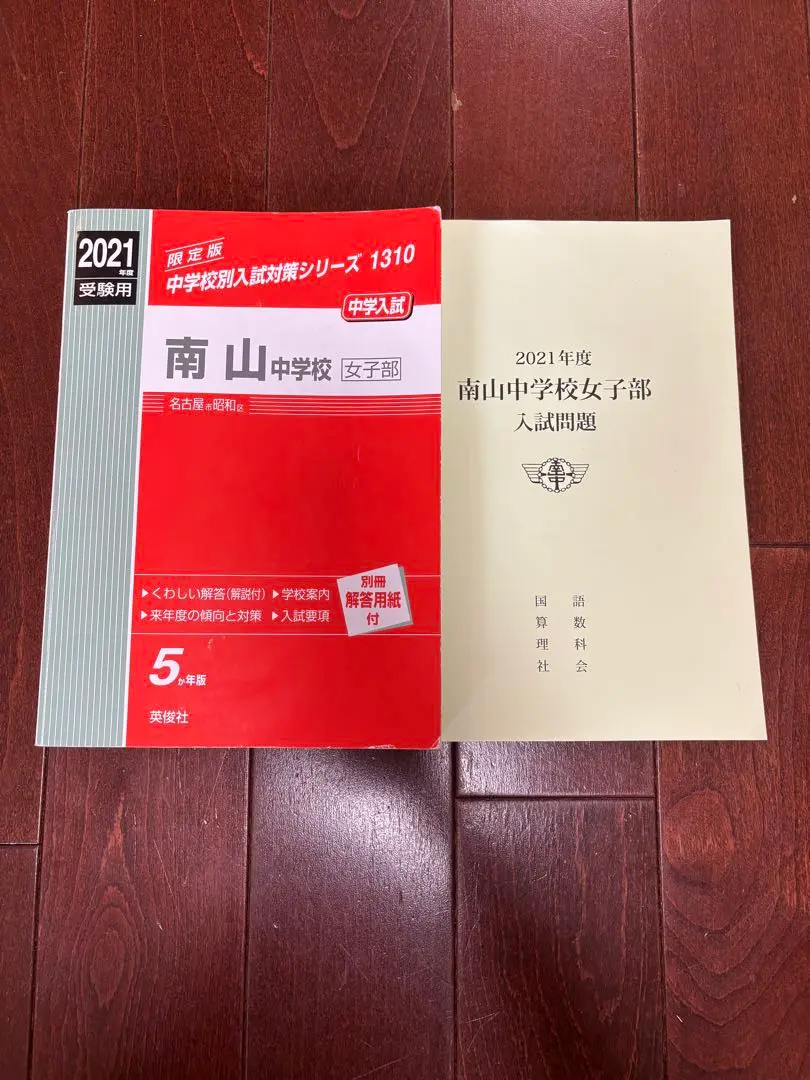 2021年度
受験用
限定版
中学校別入試対策シリーズ 1310
中学入試
南山中学校 女子部
名古屋市昭和区
▶くわしい解答(解説付) ▶学校案内
▶来年度の傾向と対策 ▶入試要項
別冊
解答用紙
付
5か年版
英俊社
2021年度
南山中学校女子部
入試問題
南中
国語
算数
理科
社会